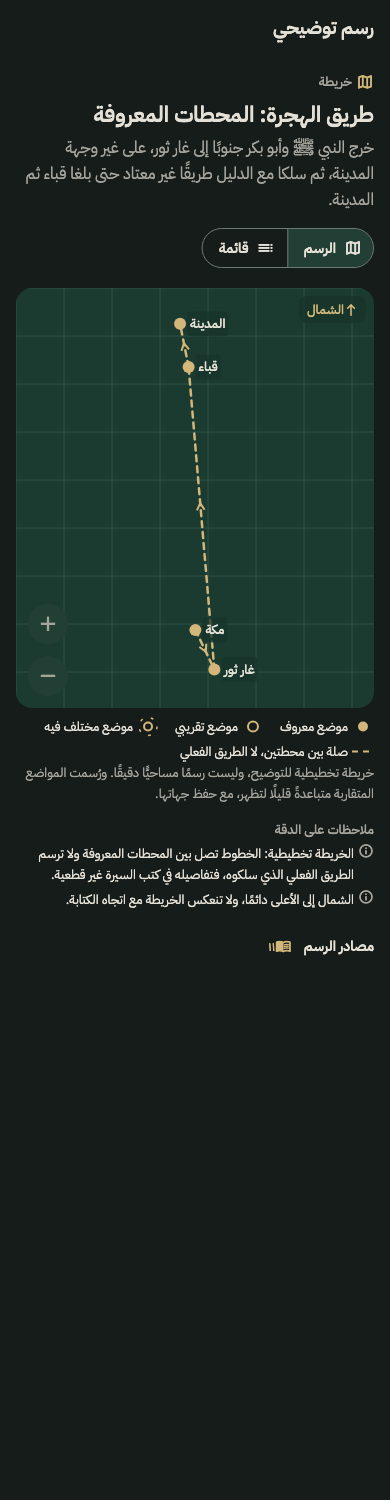 رسم توضيحي
خريطة
طريق الهجرة: المحطات المعروفة
خرج النبي ﷺ وأبو بكر جنوبًا إلى غار ثور، على غير وجهة
المدينة، ثم سلكا مع الدليل طريقًا غير معتاد حتى بلغا قباء ثم
المدينة.
الرسم
قائمة
الشمال
المدينة
قباء
مكة
غار ثور
+
−
موضع معروف
موضع تقريبي
موضع مختلف فيه
صلة بين محطتين، لا الطريق الفعلي
خريطة تخطيطية للتوضيح، وليست رسمًا مساحيًّا دقيقًا. ورُسمت المواضع
المتقاربة متباعدةً قليلًا لتظهر، مع حفظ جهاتها.
ملاحظات على الدقة
الخريطة تخطيطية: الخطوط تصل بين المحطات المعروفة ولا ترسم
الطريق الفعلي الذي سلكوه، فتفاصيله في كتب السيرة غير قطعية.
الشمال إلى الأعلى دائمًا، ولا تنعكس الخريطة مع اتجاه الكتابة.
مصادر الرسم